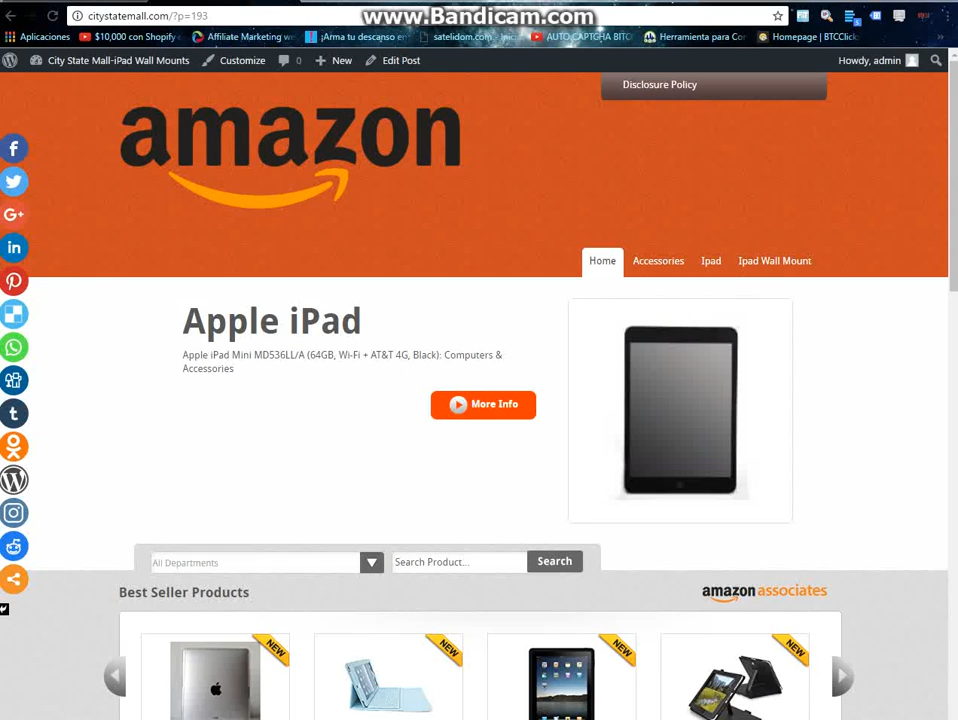 www.Bandicam.com
citystatemall.com/?p=193
Aplicaciones
$10,000 con Shopify -
Affiliate Marketing we
¡Arma tu descanso en
satelidom.com - Inici
AUTO CAPTCHA BITC
Herramienta para Co
Homepage | BTCClick
City State Mall-iPad Wall Mounts
Customize
0
New
Edit Post
Howdy, admin
Disclosure Policy
amazon
Home
Accessories
Ipad
Ipad Wall Mount
Apple iPad
Apple iPad Mini MD536LL/A (64GB, Wi-Fi + AT&T 4G, Black): Computers &
Accessories
More Info
All Departments
Search Product...
Search
Best Seller Products
amazon associates
NEW
NEW
NEW
NEW